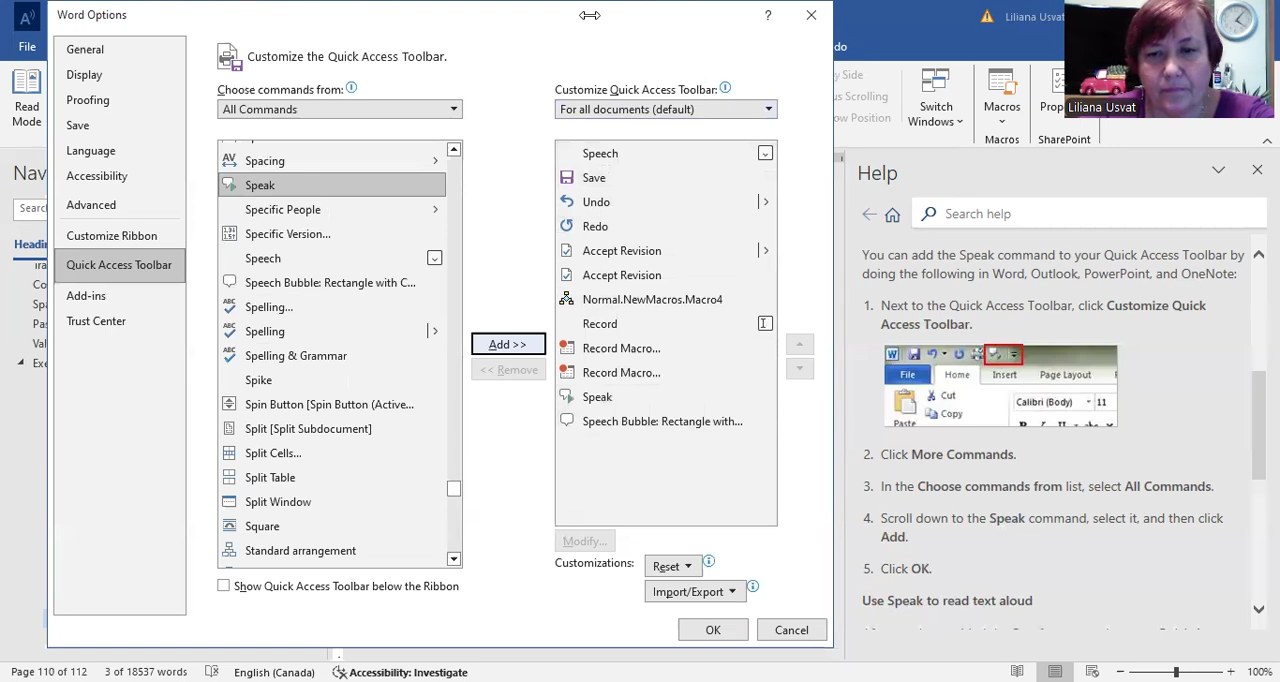 Word Options
?
File
Read
Mode
Nav
Searc
Headin
General
Display
Proofing
Save
Language
Accessibility
Advanced
Customize Ribbon
Quick Access Toolbar
Add-ins
Trust Center
Customize the Quick Access Toolbar.
Choose commands from:
All Commands
Spacing
Speak
Specific People
Specific Version...
Speech
Speech Bubble: Rectangle with C...
Spelling...
Spelling
Spelling & Grammar
Spike
Spin Button [Spin Button (Active...
Split [Split Subdocument]
Split Cells...
Split Table
Split Window
Square
Standard arrangement
Show Quick Access Toolbar below the Ribbon
Add >>
<< Remove
Customize Quick Access Toolbar:
For all documents (default)
Speech
Save
Undo
Redo
Accept Revision
Accept Revision
Normal.NewMacros.Macro4
Record
Record Macro...
Record Macro...
Speak
Speech Bubble: Rectangle with...
Modify...
Customizations:
Reset
Import/Export
OK
Cancel
Liliana Usvat
Liliana Usvat
do
y Side
us Scrolling
w Position
Switch
Windows
Macros
Macros
Prop
SharePoint
Help
Search help
You can add the Speak command to your Quick Access Toolbar by
doing the following in Word, Outlook, PowerPoint, and OneNote:
1. Next to the Quick Access Toolbar, click Customize Quick
Access Toolbar.
File
Home
Insert
Page Layout
Cut
Copy
Paste
Calibri (Body)
11
2. Click More Commands.
3. In the Choose commands from list, select All Commands.
4. Scroll down to the Speak command, select it, and then click
Add.
5. Click OK.
Use Speak to read text aloud
Page 110 of 112
3 of 18537 words
English (Canada)
Accessibility: Investigate
100%